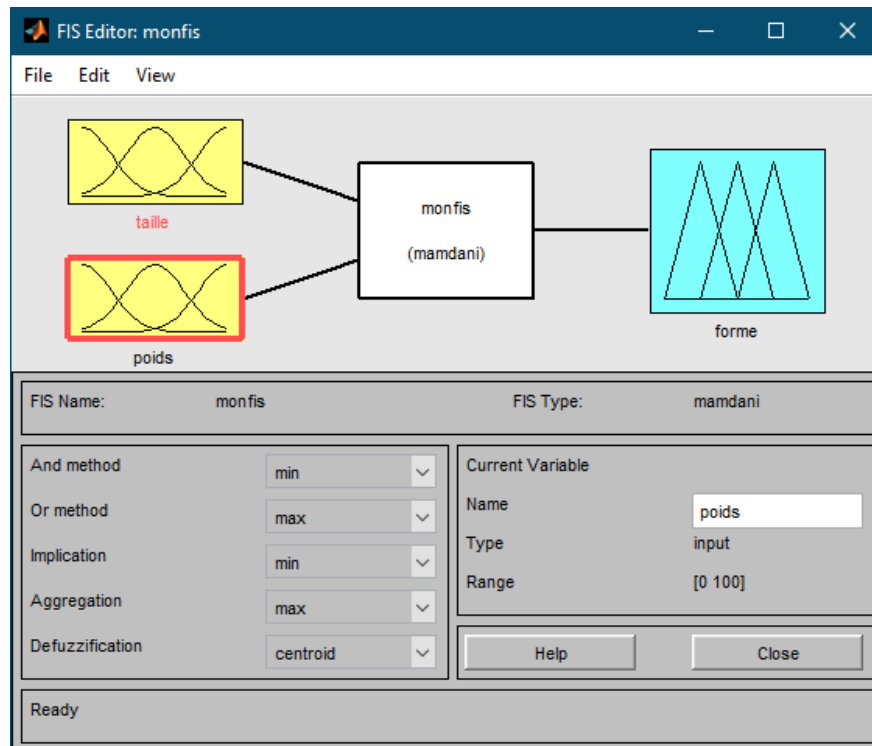 FIS Editor: monfis
File Edit View
taille
monfis
(mamdani)
poids
forme
FIS Name: monfis FIS Type: mamdani
And method min
Or method max
Implication min
Aggregation max
Defuzzification centroid
Current Variable
Name poids
Type input
Range [0 100]
Help Close
Ready